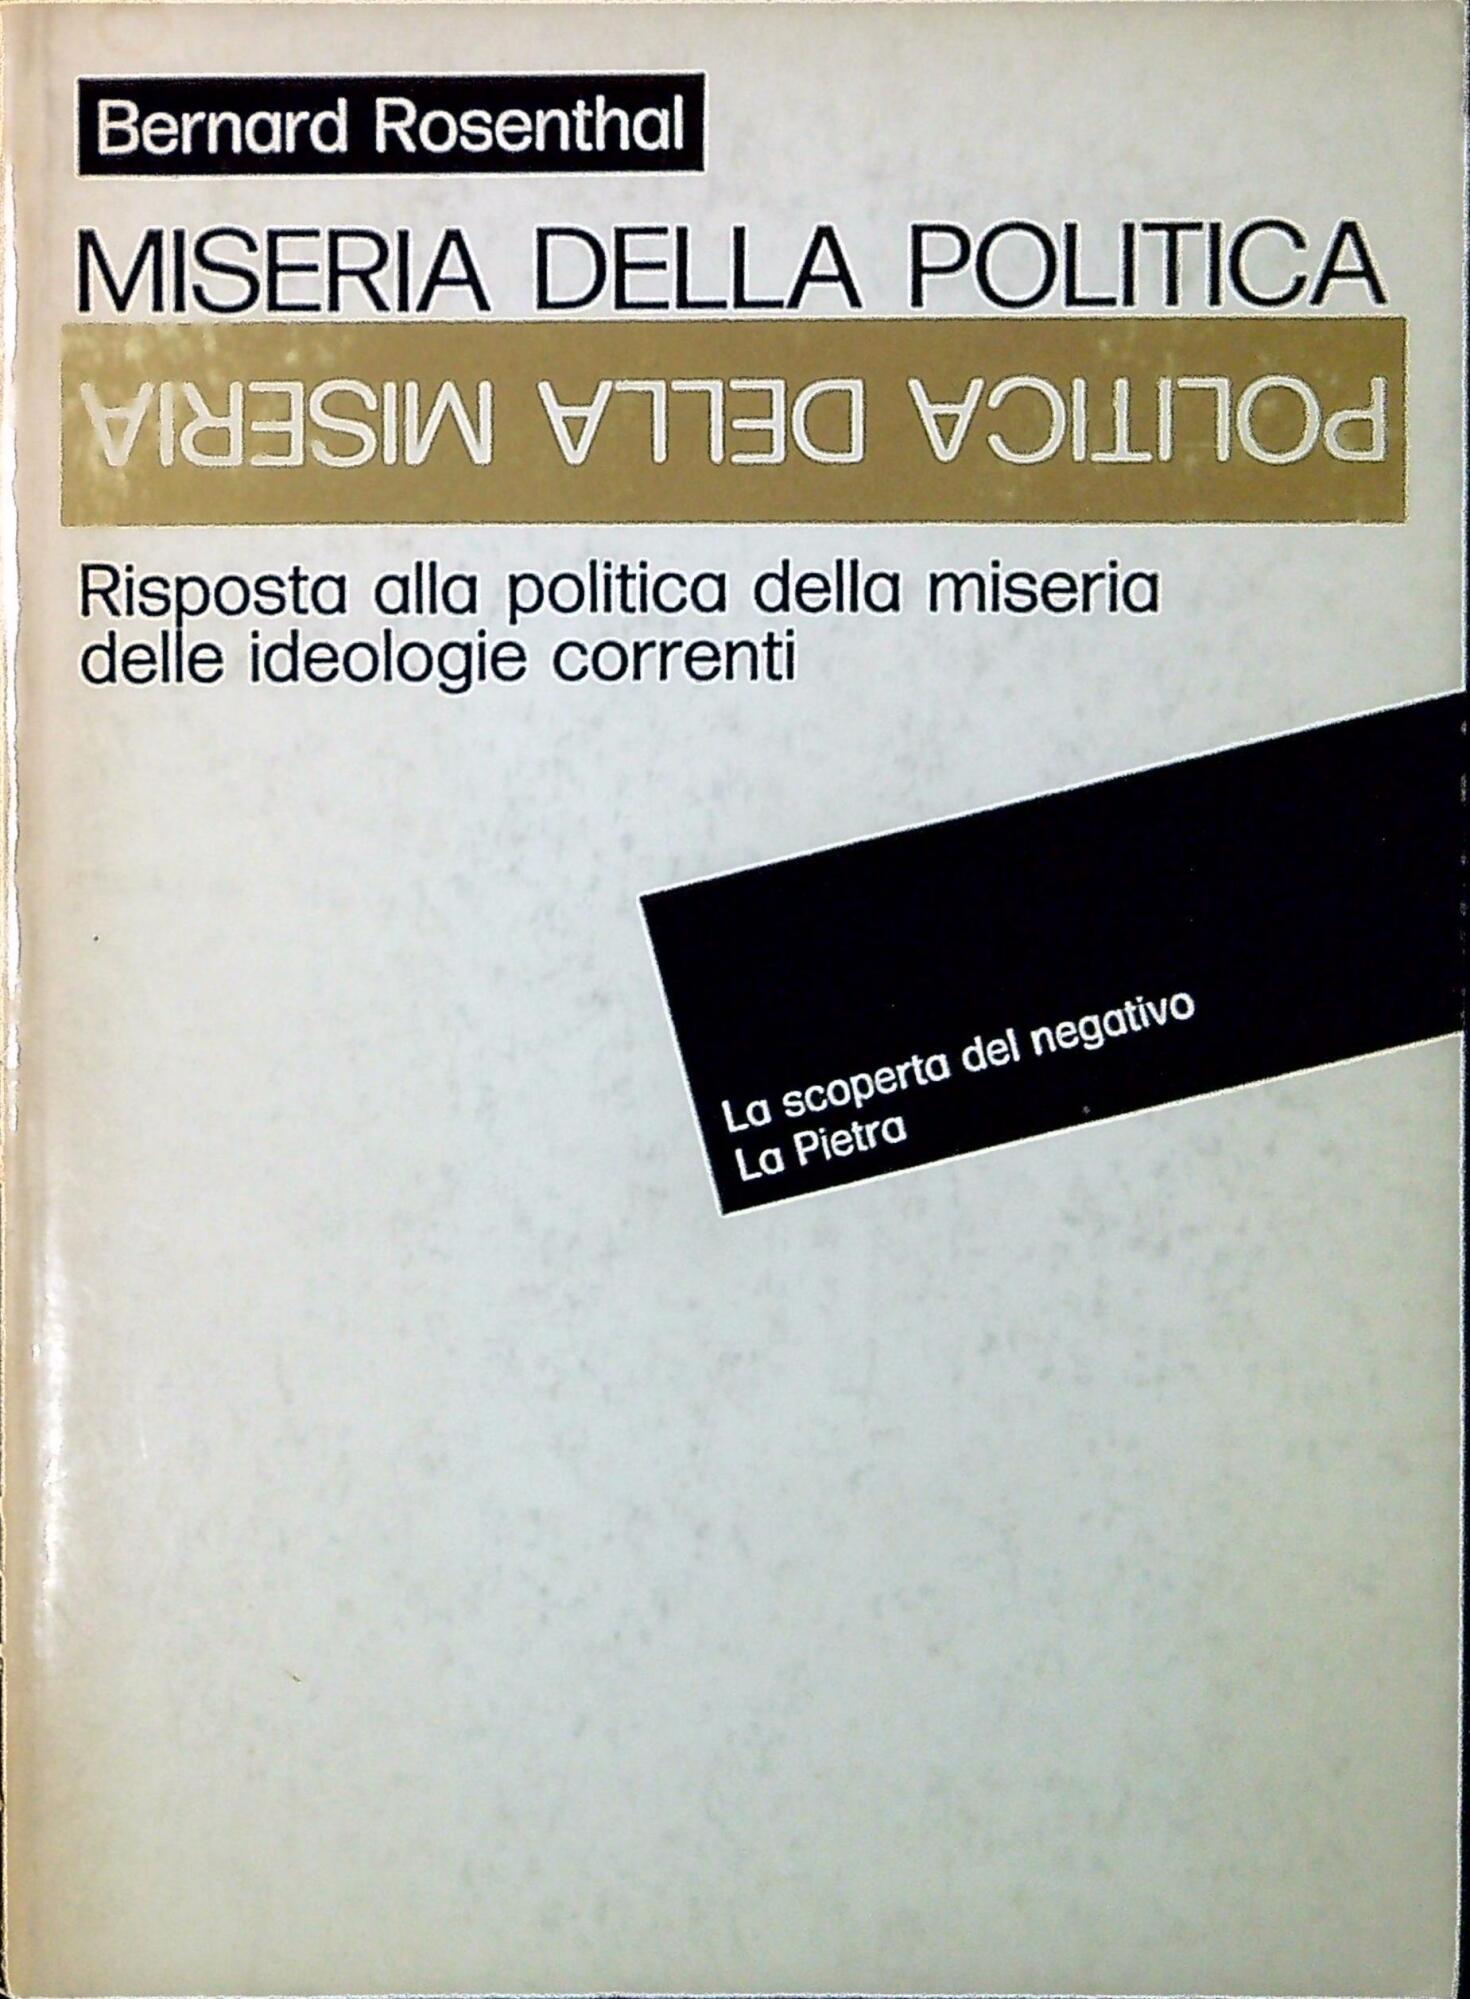 Bernard Rosenthal
MISERIA DELLA POLITICA
POLITICA DELLA MISERIA
Risposta alla politica della miseria
delle ideologie correnti
La scoperta del negativo
La Pietra